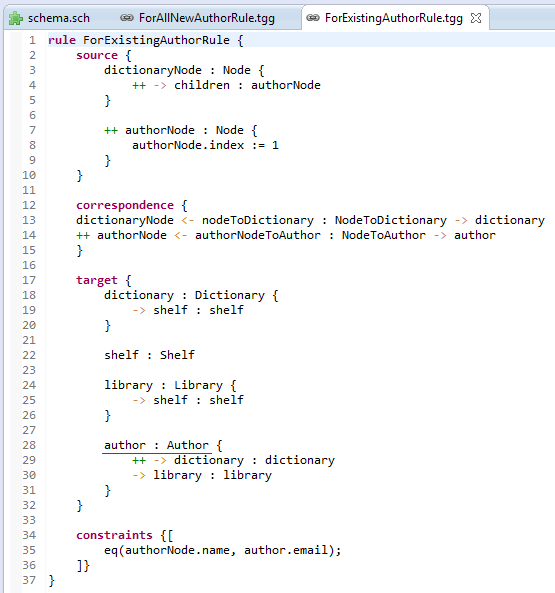 schema.sch ForAllNewAuthorRule.tgg ForExistingAuthorRule.tgg
1 rule ForExistingAuthorRule {
2 source {
3 dictionaryNode : Node {
4 ++ -> children : authorNode
5 }
6
7 ++ authorNode : Node {
8 authorNode.index := 1
9 }
10 }
11
12 correspondence {
13 dictionaryNode <- nodeToDictionary : NodeToDictionary -> dictionary
14 ++ authorNode <- authorNodeToAuthor : NodeToAuthor -> author
15 }
16
17 target {
18 dictionary : Dictionary {
19 -> shelf : shelf
20 }
21
22 shelf : Shelf
23
24 library : Library {
25 -> shelf : shelf
26 }
27
28 author : Author {
29 ++ -> dictionary : dictionary
30 -> library : library
31 }
32 }
33
34 constraints {[
35 eq(authorNode.name, author.email);
36 ]}
37 }